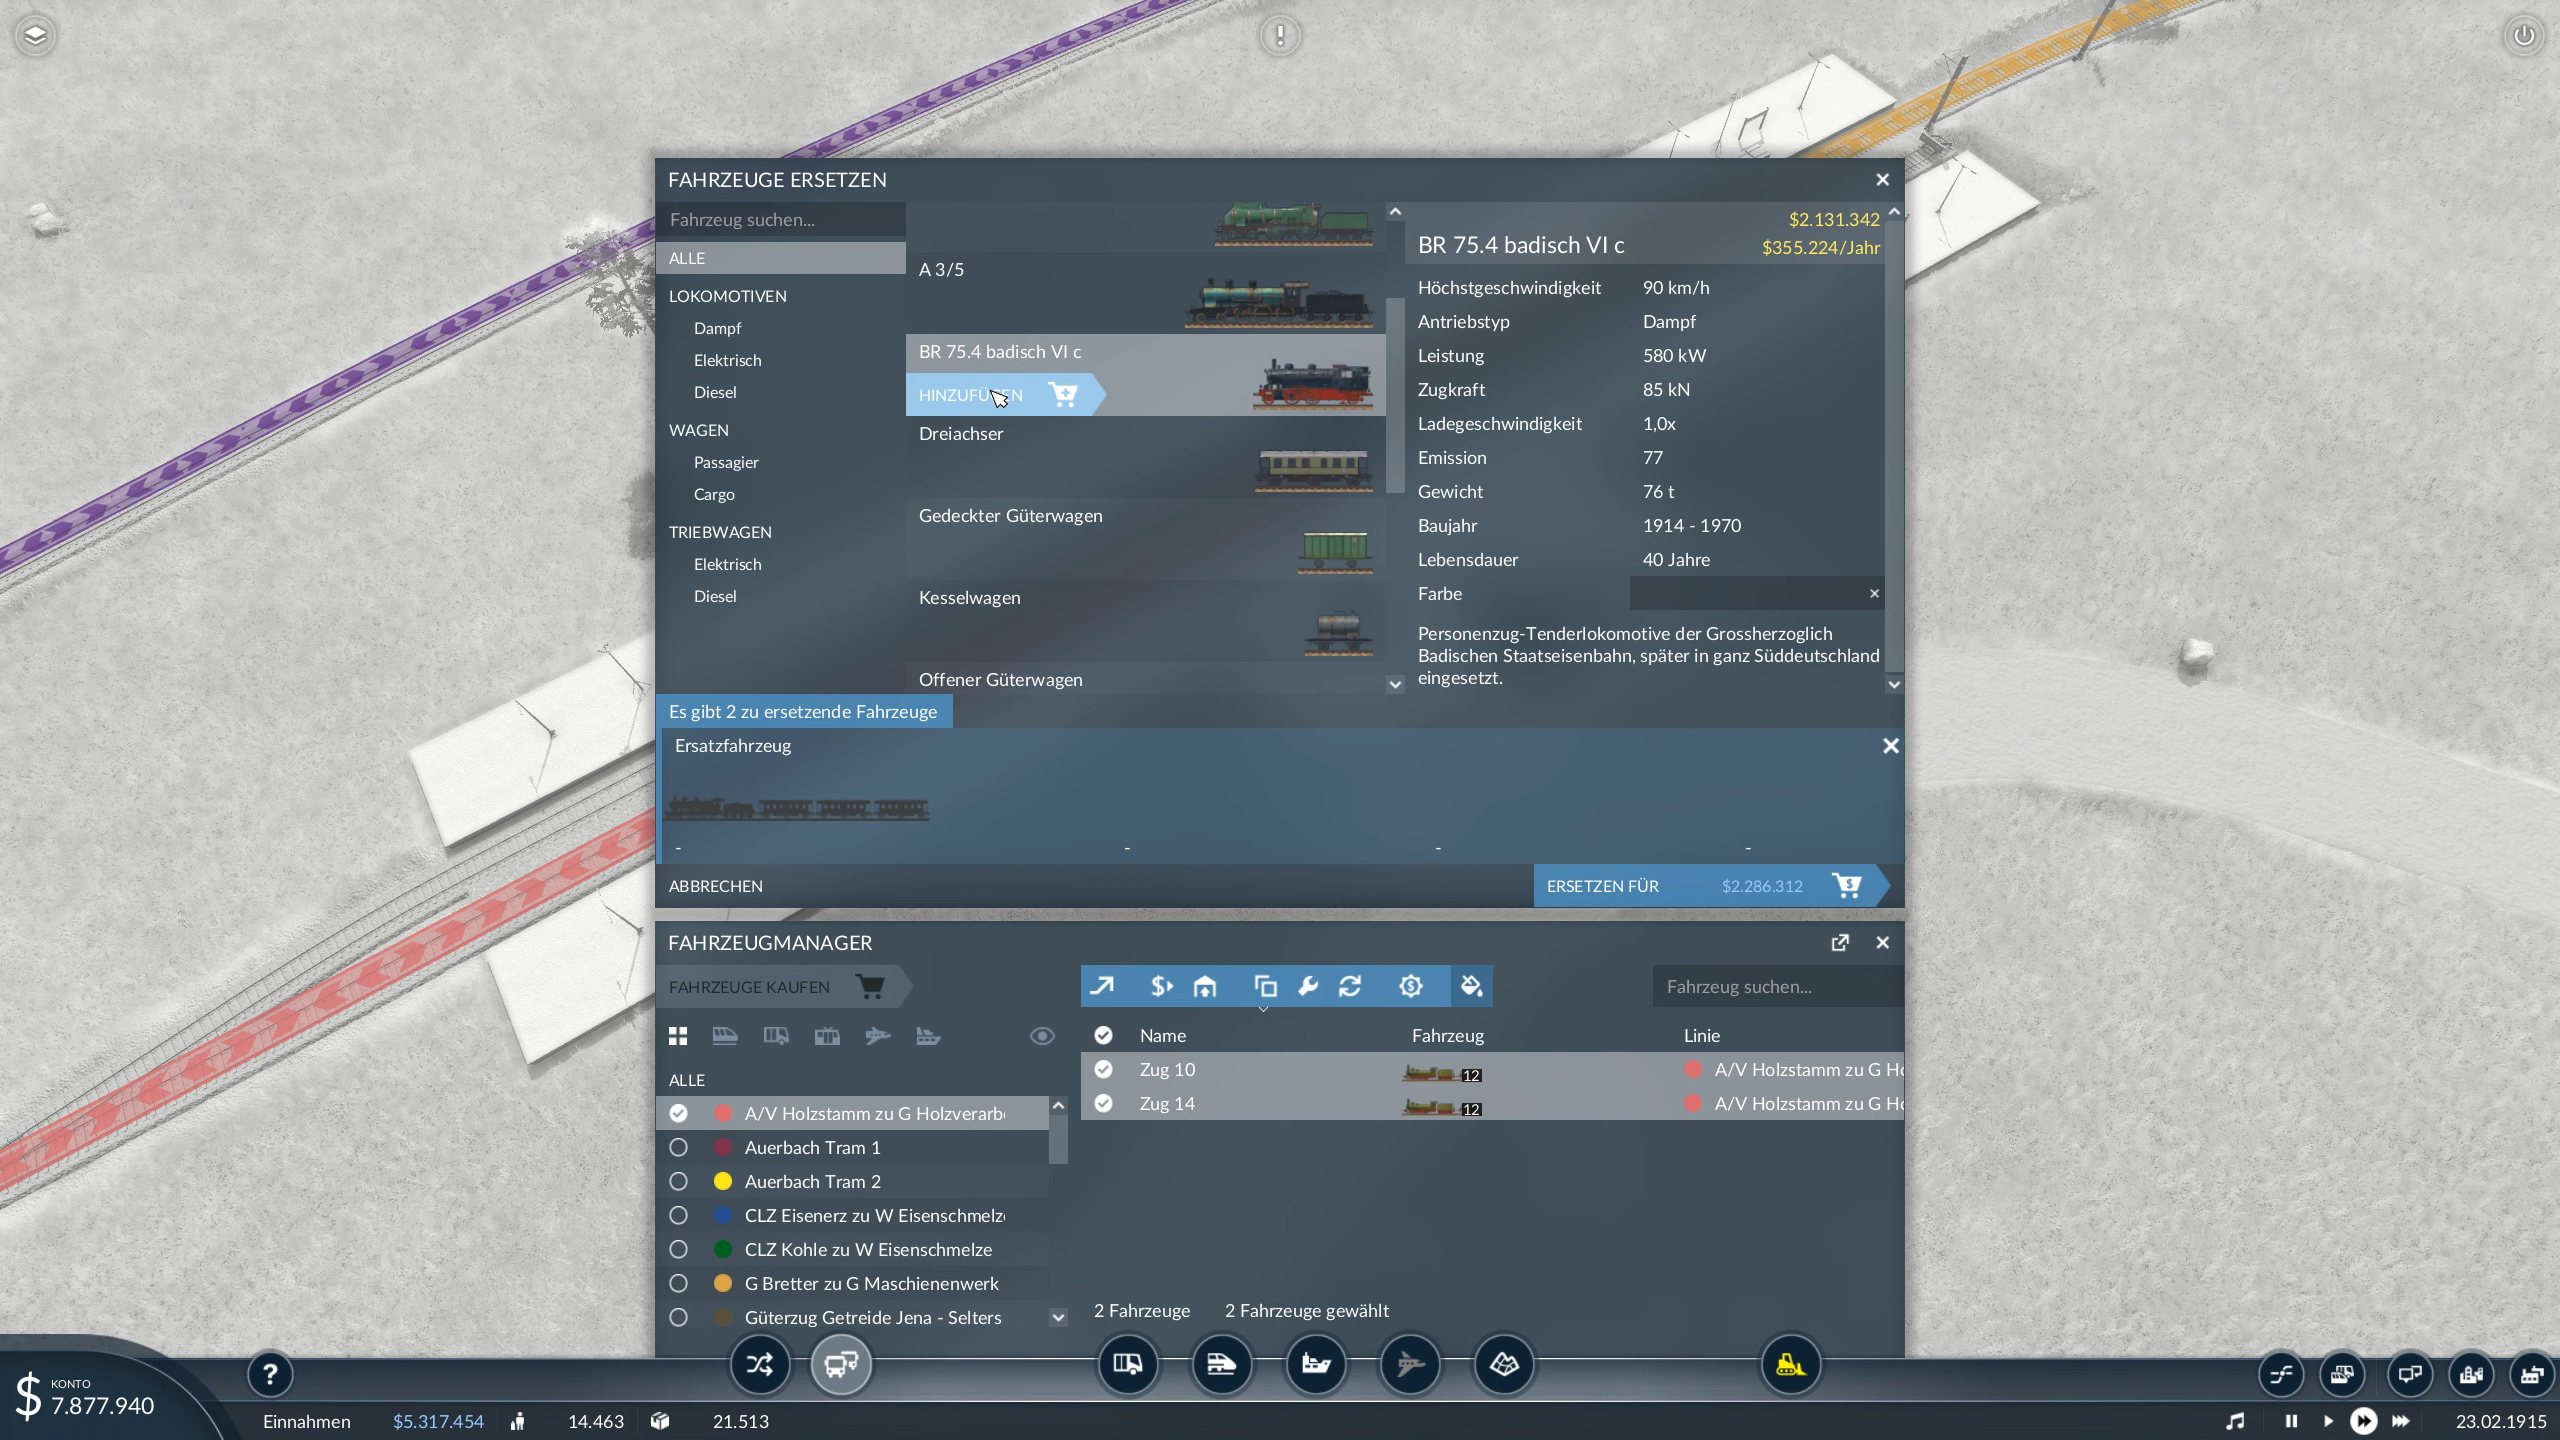 FAHRZEUGE ERSETZEN
Fahrzeug suchen...
ALLE
LOKOMOTIVEN
Dampf
Elektrisch
Diesel
WAGEN
Passagier
Cargo
TRIEBWAGEN
Elektrisch
Diesel
A 3/5
BR 75.4 badisch VI c
HINZUFÜGEN
Dreiachser
Gedeckter Güterwagen
Kesselwagen
Offener Güterwagen
$2.131.342
BR 75.4 badisch VI c
$355.224/Jahr
Höchstgeschwindigkeit 90 km/h
Antriebstyp Dampf
Leistung 580 kW
Zugkraft 85 kN
Ladegeschwindigkeit 1,0x
Emission 77
Gewicht 76 t
Baujahr 1914 - 1970
Lebensdauer 40 Jahre
Farbe
Personenzug-Tenderlokomotive der Grossherzoglich
Badischen Staatseisenbahn, später in ganz Süddeutschland
eingesetzt.
Es gibt 2 zu ersetzende Fahrzeuge
Ersatzfahrzeug
- - - -
ABBRECHEN
ERSETZEN FÜR $2.286.312
FAHRZEUGMANAGER
FAHRZEUGE KAUFEN
Fahrzeug suchen...
ALLE
A/V Holzstamm zu G Holzverarb
Auerbach Tram 1
Auerbach Tram 2
CLZ Eisenerz zu W Eisenschmelz
CLZ Kohle zu W Eisenschmelze
G Bretter zu G Maschienenwerk
Güterzug Getreide Jena - Selters
Name Fahrzeug Linie
Zug 10 12 A/V Holzstamm zu G Ho
Zug 14 12 A/V Holzstamm zu G Ho
2 Fahrzeuge 2 Fahrzeuge gewählt
KONTO
7.877.940
Einnahmen $5.317.454 14.463 21.513
23.02.1915